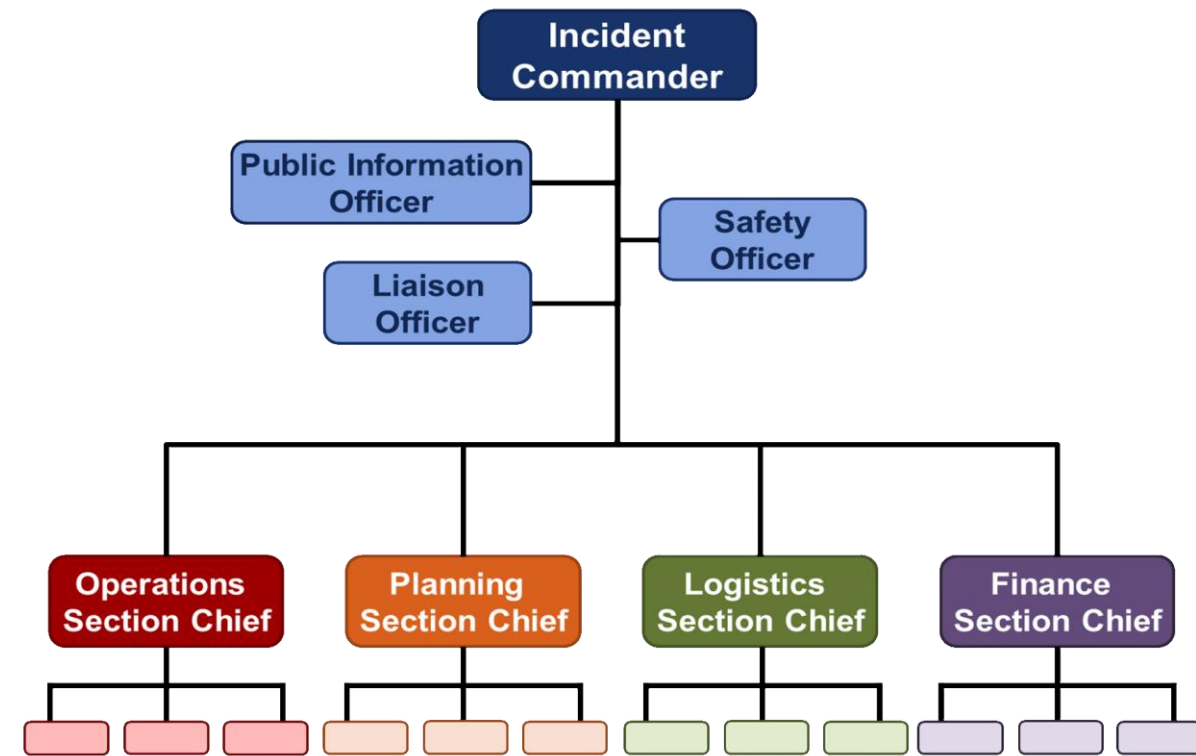 Incident
Commander
Public Information
Officer
Safety
Officer
Liaison
Officer
Operations
Section Chief
Planning
Section Chief
Logistics
Section Chief
Finance
Section Chief